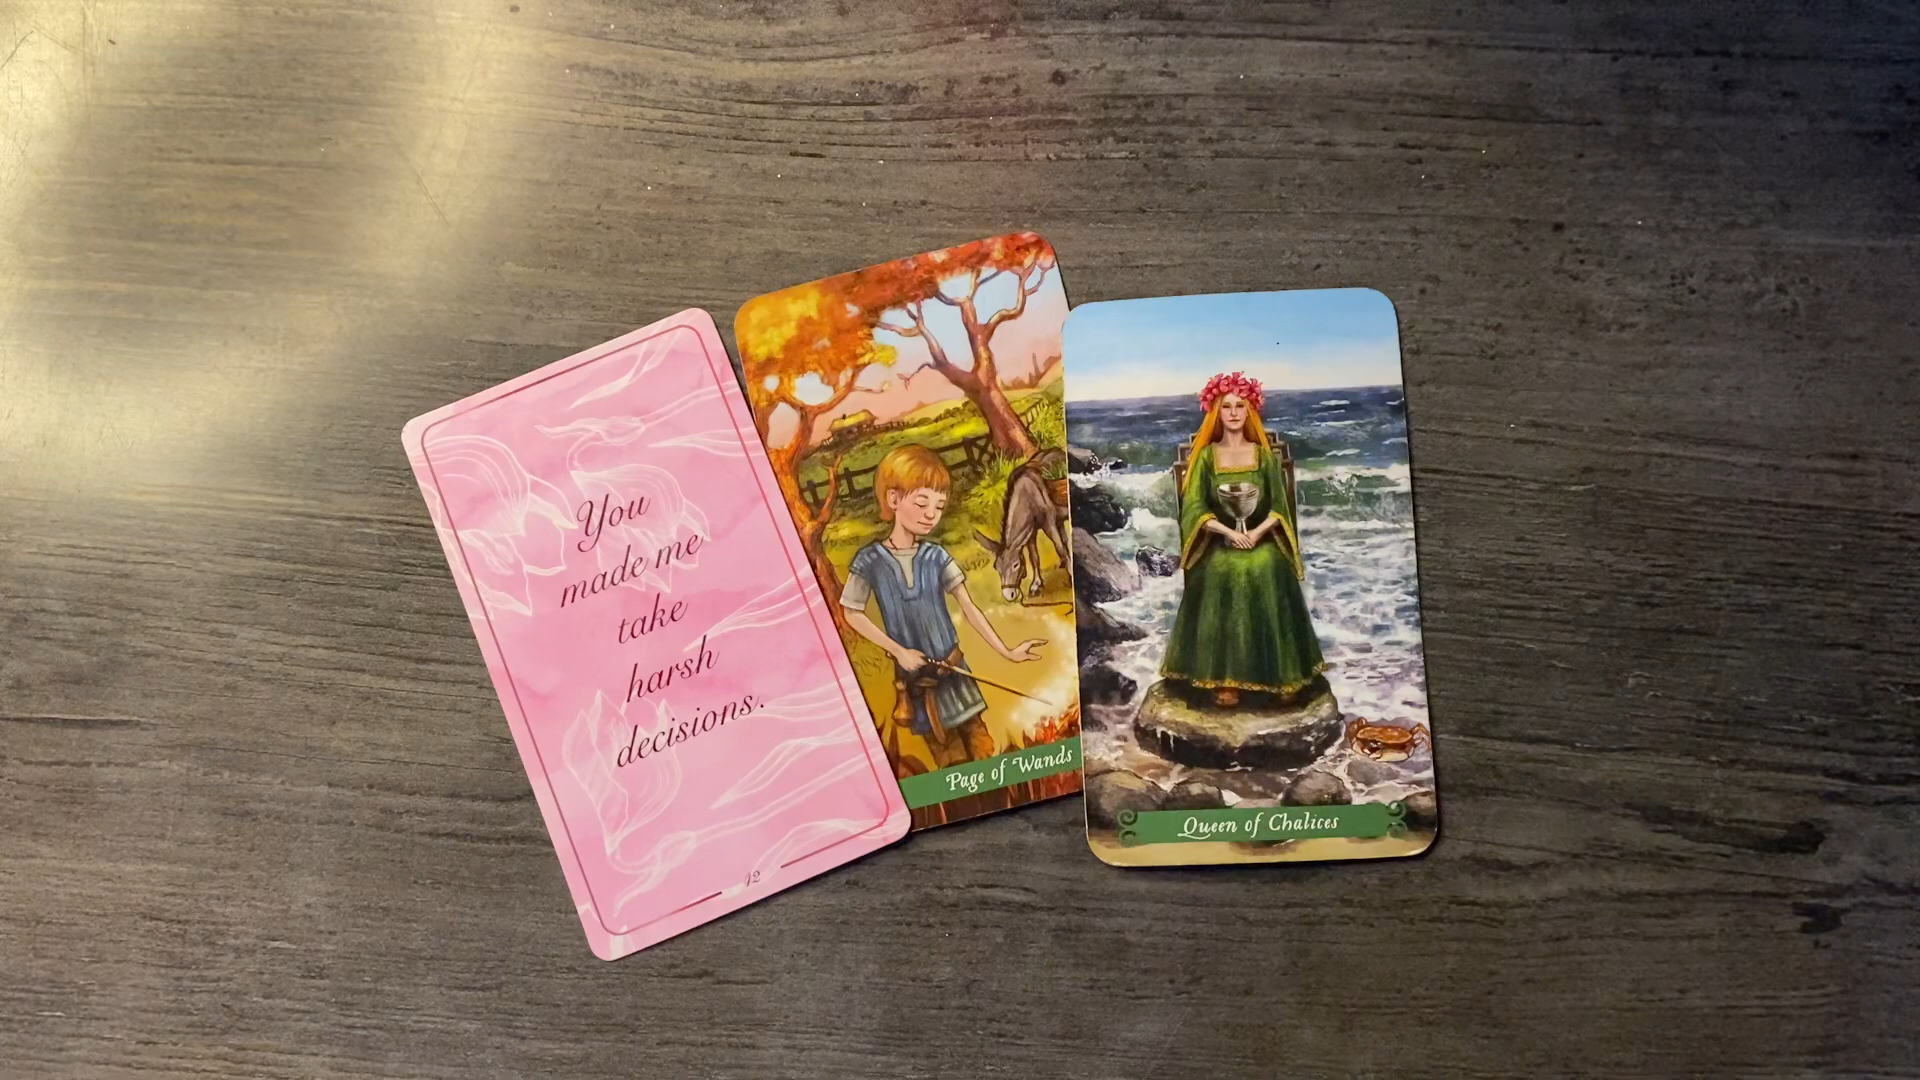 You
made me
take
harsh
decisions.
12
Page of Wands
Queen of Chalices